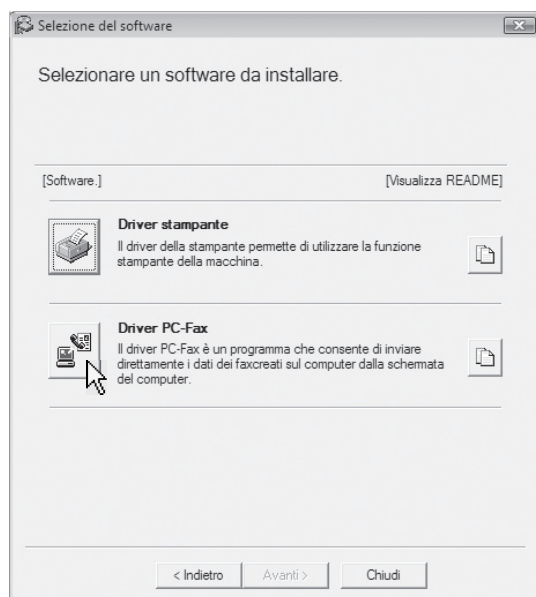 Selezione del software
Selezionare un software da installare.
[Software.] [Visualizza README]
Driver stampante
Il driver della stampante permette di utilizzare la funzione
stampante della macchina.
Driver PC-Fax
Il driver PC-Fax è un programma che consente di inviare
direttamente i dati dei faxcreati sul computer dalla schermata
del computer.
< Indietro Avanti > Chiudi